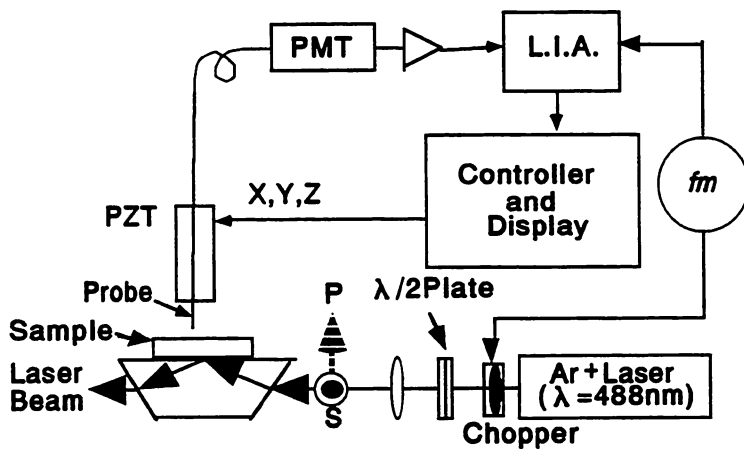 PMT
L.I.A.
Controller
and
Display
fm
X,Y,Z
PZT
Probe
P
λ/2Plate
Sample
Laser
Beam
S
Ar+Laser
(λ=488nm)
Chopper